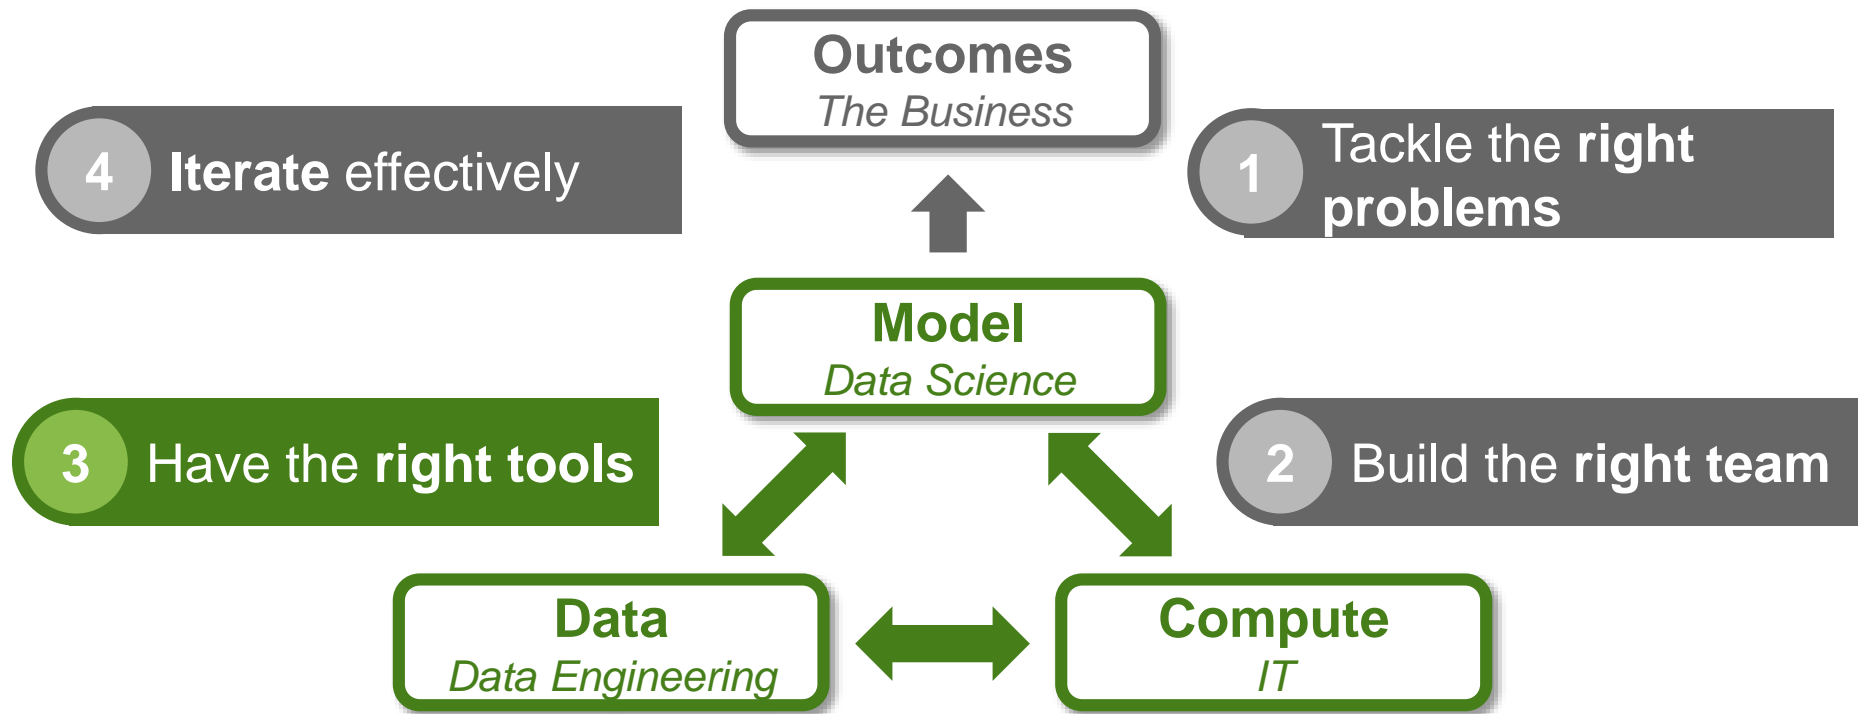 Outcomes
The Business
4
Iterate effectively
1
Tackle the right
problems
Model
Data Science
3
Have the right tools
2
Build the right team
Data
Data Engineering
Compute
IT